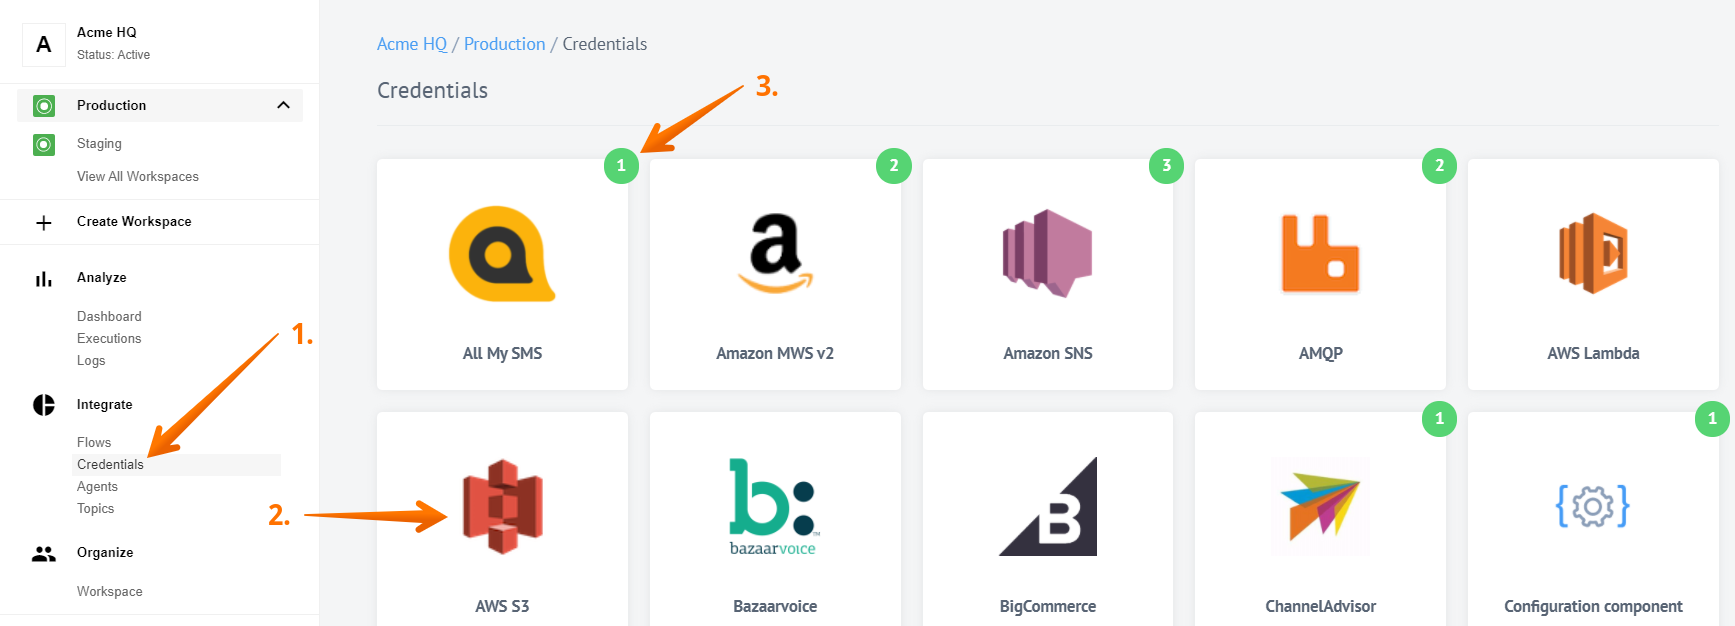 A
Acme HQ
Status: Active
Production
Staging
View All Workspaces
Create Workspace
Analyze
Dashboard
Executions
Logs
1.
Integrate
Flows
Credentials
Agents
Topics
Organize
Workspace
Acme HQ / Production / Credentials
Credentials
3.
1
2
3
2
a
a
All My SMS
Amazon MWS v2
Amazon SNS
AMQP
AWS Lambda
1
1
2.
b:
™
bazaarvoice
B
{ }
AWS S3
Bazaarvoice
BigCommerce
ChannelAdvisor
Configuration component